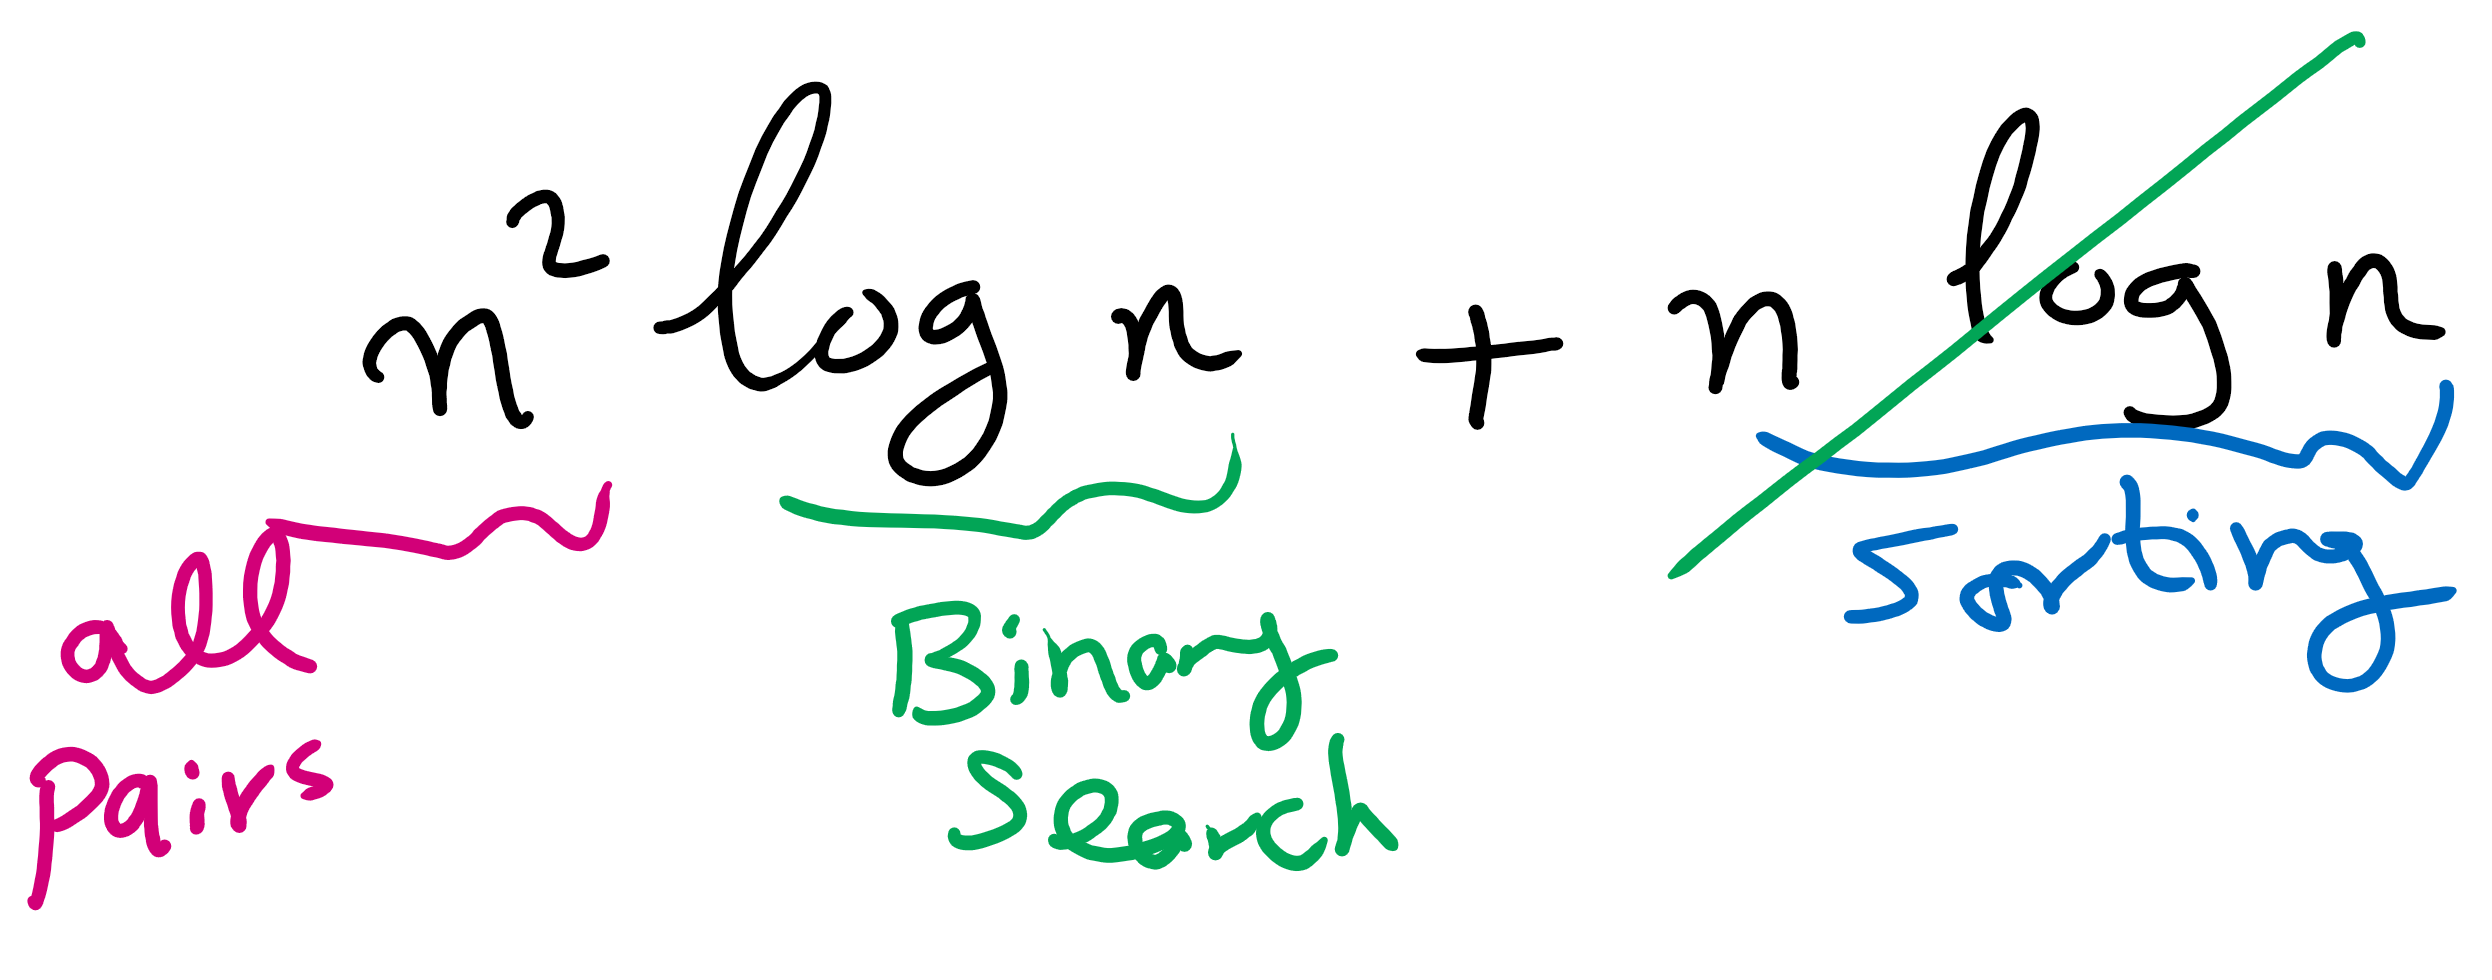 n² log n + n log n
all
Pairs
Binary
Search
Sorting